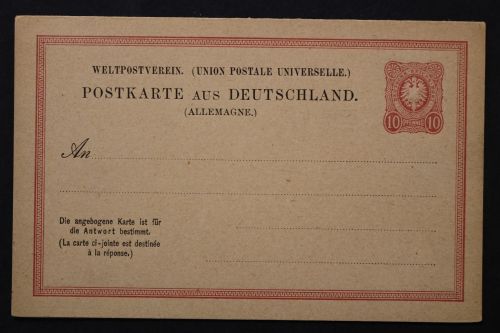 WELTPOSTVEREIN. (UNION POSTALE UNIVERSELLE.)
POSTKARTE AUS DEUTSCHLAND.
(ALLEMAGNE.)
10 PFENNIG 10
An
Die angebogene Karte ist für
die Antwort bestimmt.
(La carte ci-jointe est destinée
à la réponse.)